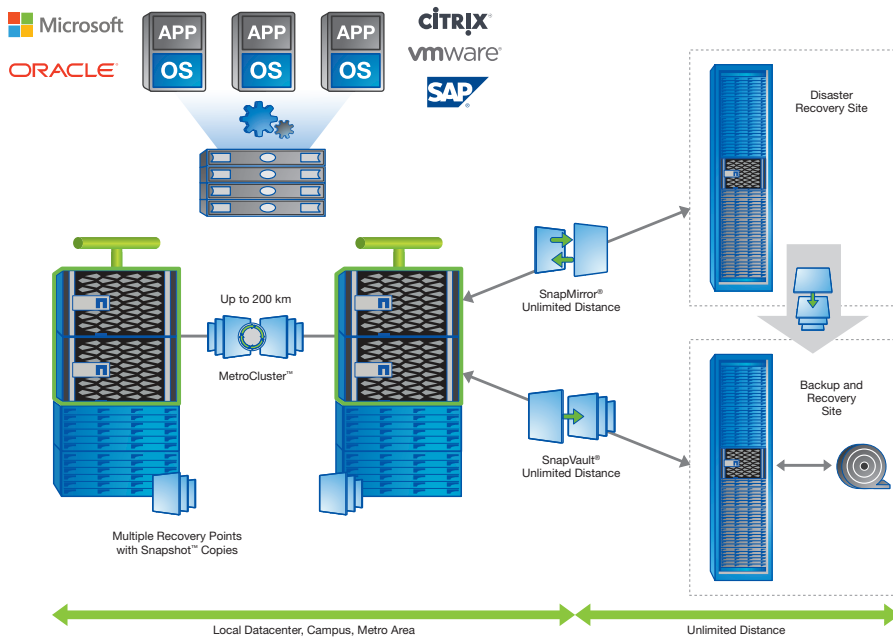 Microsoft
ORACLE®
APP
OS
APP
OS
APP
OS
CİTRIX®
vmware®
SAP®
Disaster
Recovery Site
Up to 200 km
MetroCluster™
SnapMirror®
Unlimited Distance
Backup and
Recovery
Site
SnapVault®
Unlimited Distance
Multiple Recovery Points
with Snapshot™ Copies
Local Datacenter, Campus, Metro Area
Unlimited Distance